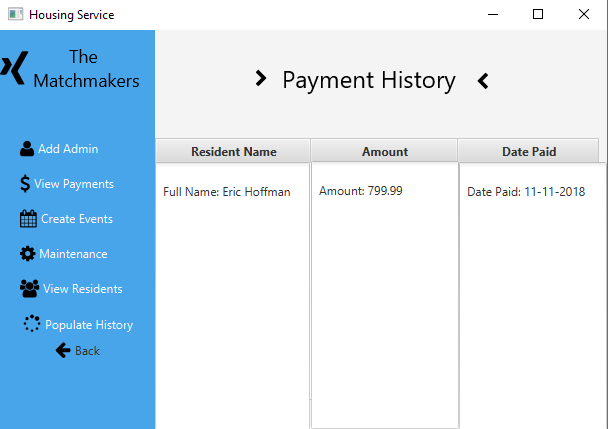 Housing Service
The
Matchmakers
Add Admin
View Payments
Create Events
Maintenance
View Residents
Populate History
Back
Payment History
Resident Name Amount Date Paid
Full Name: Eric Hoffman Amount: 799.99 Date Paid: 11-11-2018